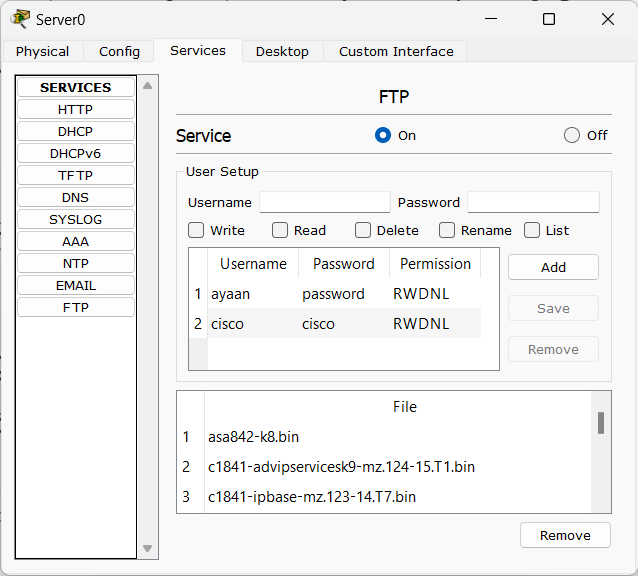 Server0
Physical Config Services Desktop Custom Interface
SERVICES
HTTP
DHCP
DHCPv6
TFTP
DNS
SYSLOG
AAA
NTP
EMAIL
FTP
FTP
Service On Off
User Setup
Username Password
Write Read Delete Rename List
Username Password Permission
1 ayaan password RWDNL
2 cisco cisco RWDNL
Add
Save
Remove
File
1 asa842-k8.bin
2 c1841-advipservicesk9-mz.124-15.T1.bin
3 c1841-ipbase-mz.123-14.T7.bin
Remove